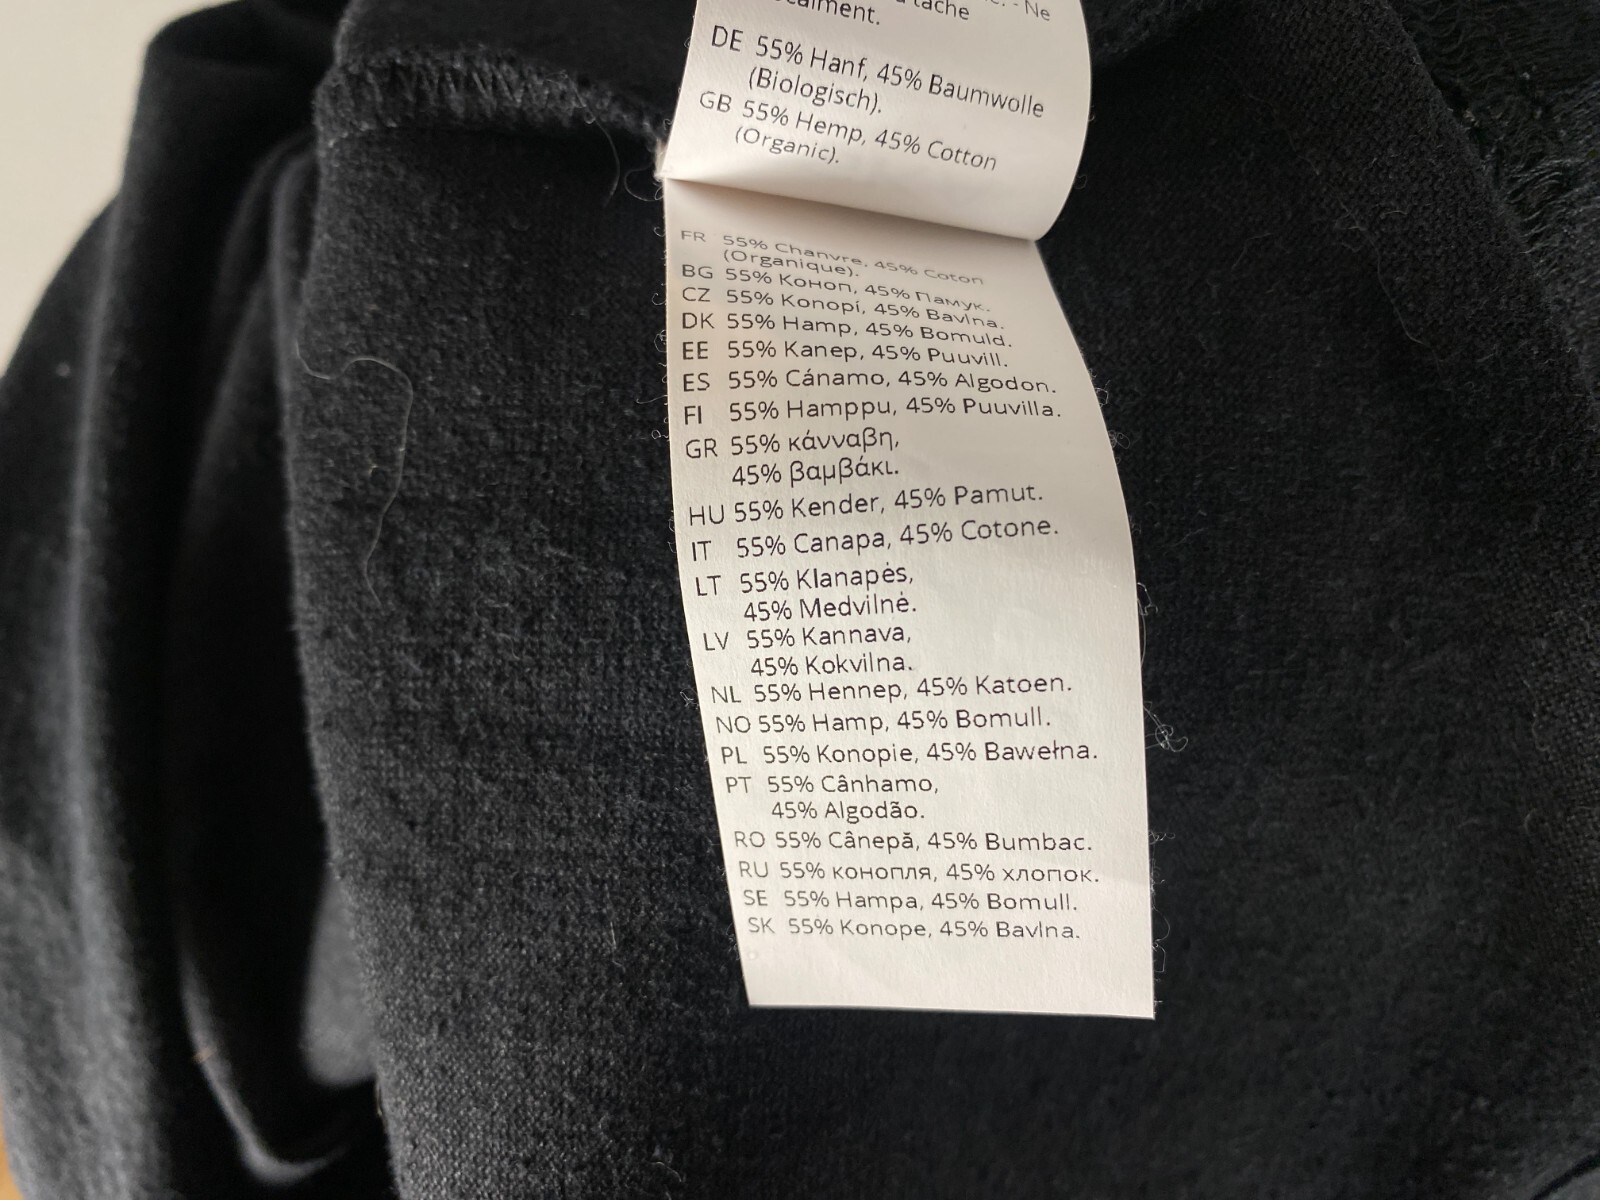 - Ne
tache
DE 55% Hanf, 45% Baumwolle
(Biologisch).
GB 55% Hemp, 45% Cotton
(Organic).
FR 55% Chanvre, 45% Coton
(Organique).
BG 55% Коноп, 45% Памук.
CZ 55% Konopí, 45% Bavlna.
DK 55% Hamp, 45% Bomuld.
EE 55% Kanep, 45% Puuvill.
ES 55% Cánamo, 45% Algodon.
FI 55% Hamppu, 45% Puuvilla.
GR 55% κάνναβη,
45% βαμβάκι.
HU 55% Kender, 45% Pamut.
IT 55% Canapa, 45% Cotone.
LT 55% Klanapės,
45% Medvilnė.
LV 55% Kannava,
45% Kokvilna.
NL 55% Hennep, 45% Katoen.
NO 55% Hamp, 45% Bomull.
PL 55% Konopie, 45% Bawełna.
PT 55% Cânhamo,
45% Algodão.
RO 55% Cânepă, 45% Bumbac.
RU 55% конопля, 45% хлопок.
SE 55% Hampa, 45% Bomull.
SK 55% Konope, 45% Bavlna.